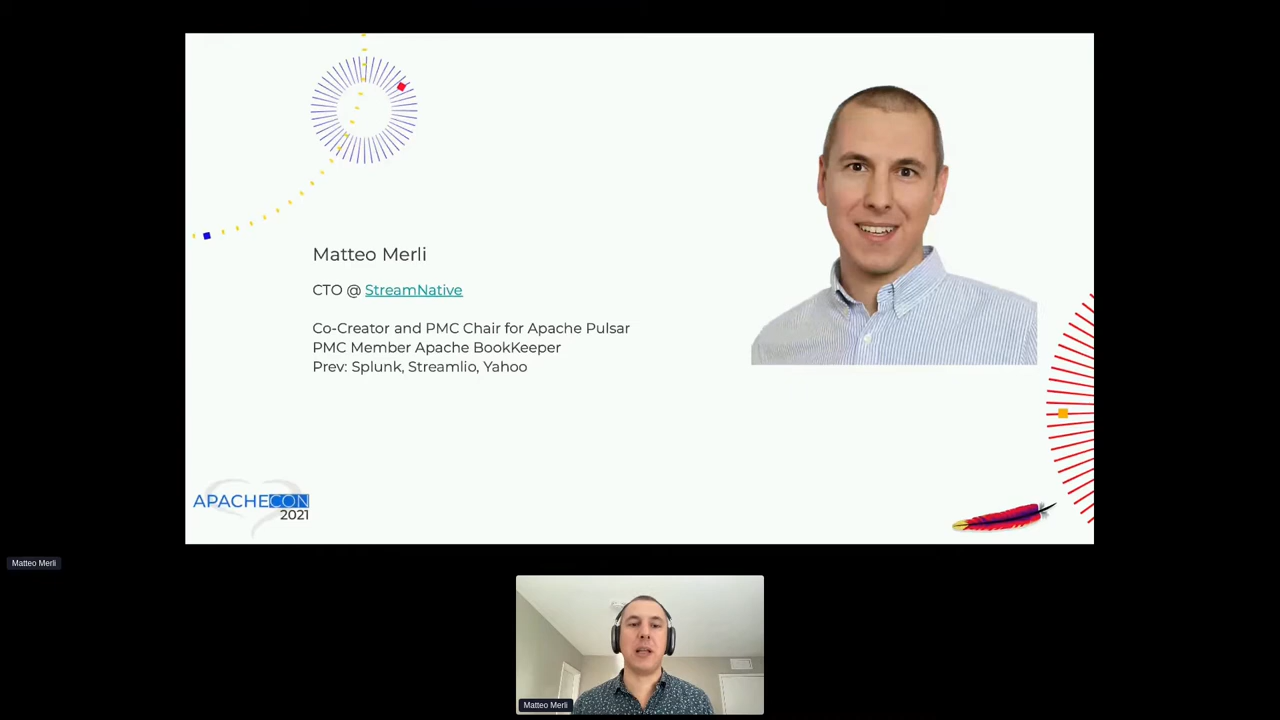 Matteo Merli
CTO @ StreamNative
Co-Creator and PMC Chair for Apache Pulsar
PMC Member Apache BookKeeper
Prev: Splunk, Streamlio, Yahoo
APACHECON
2021
Matteo Merli
Matteo Merli